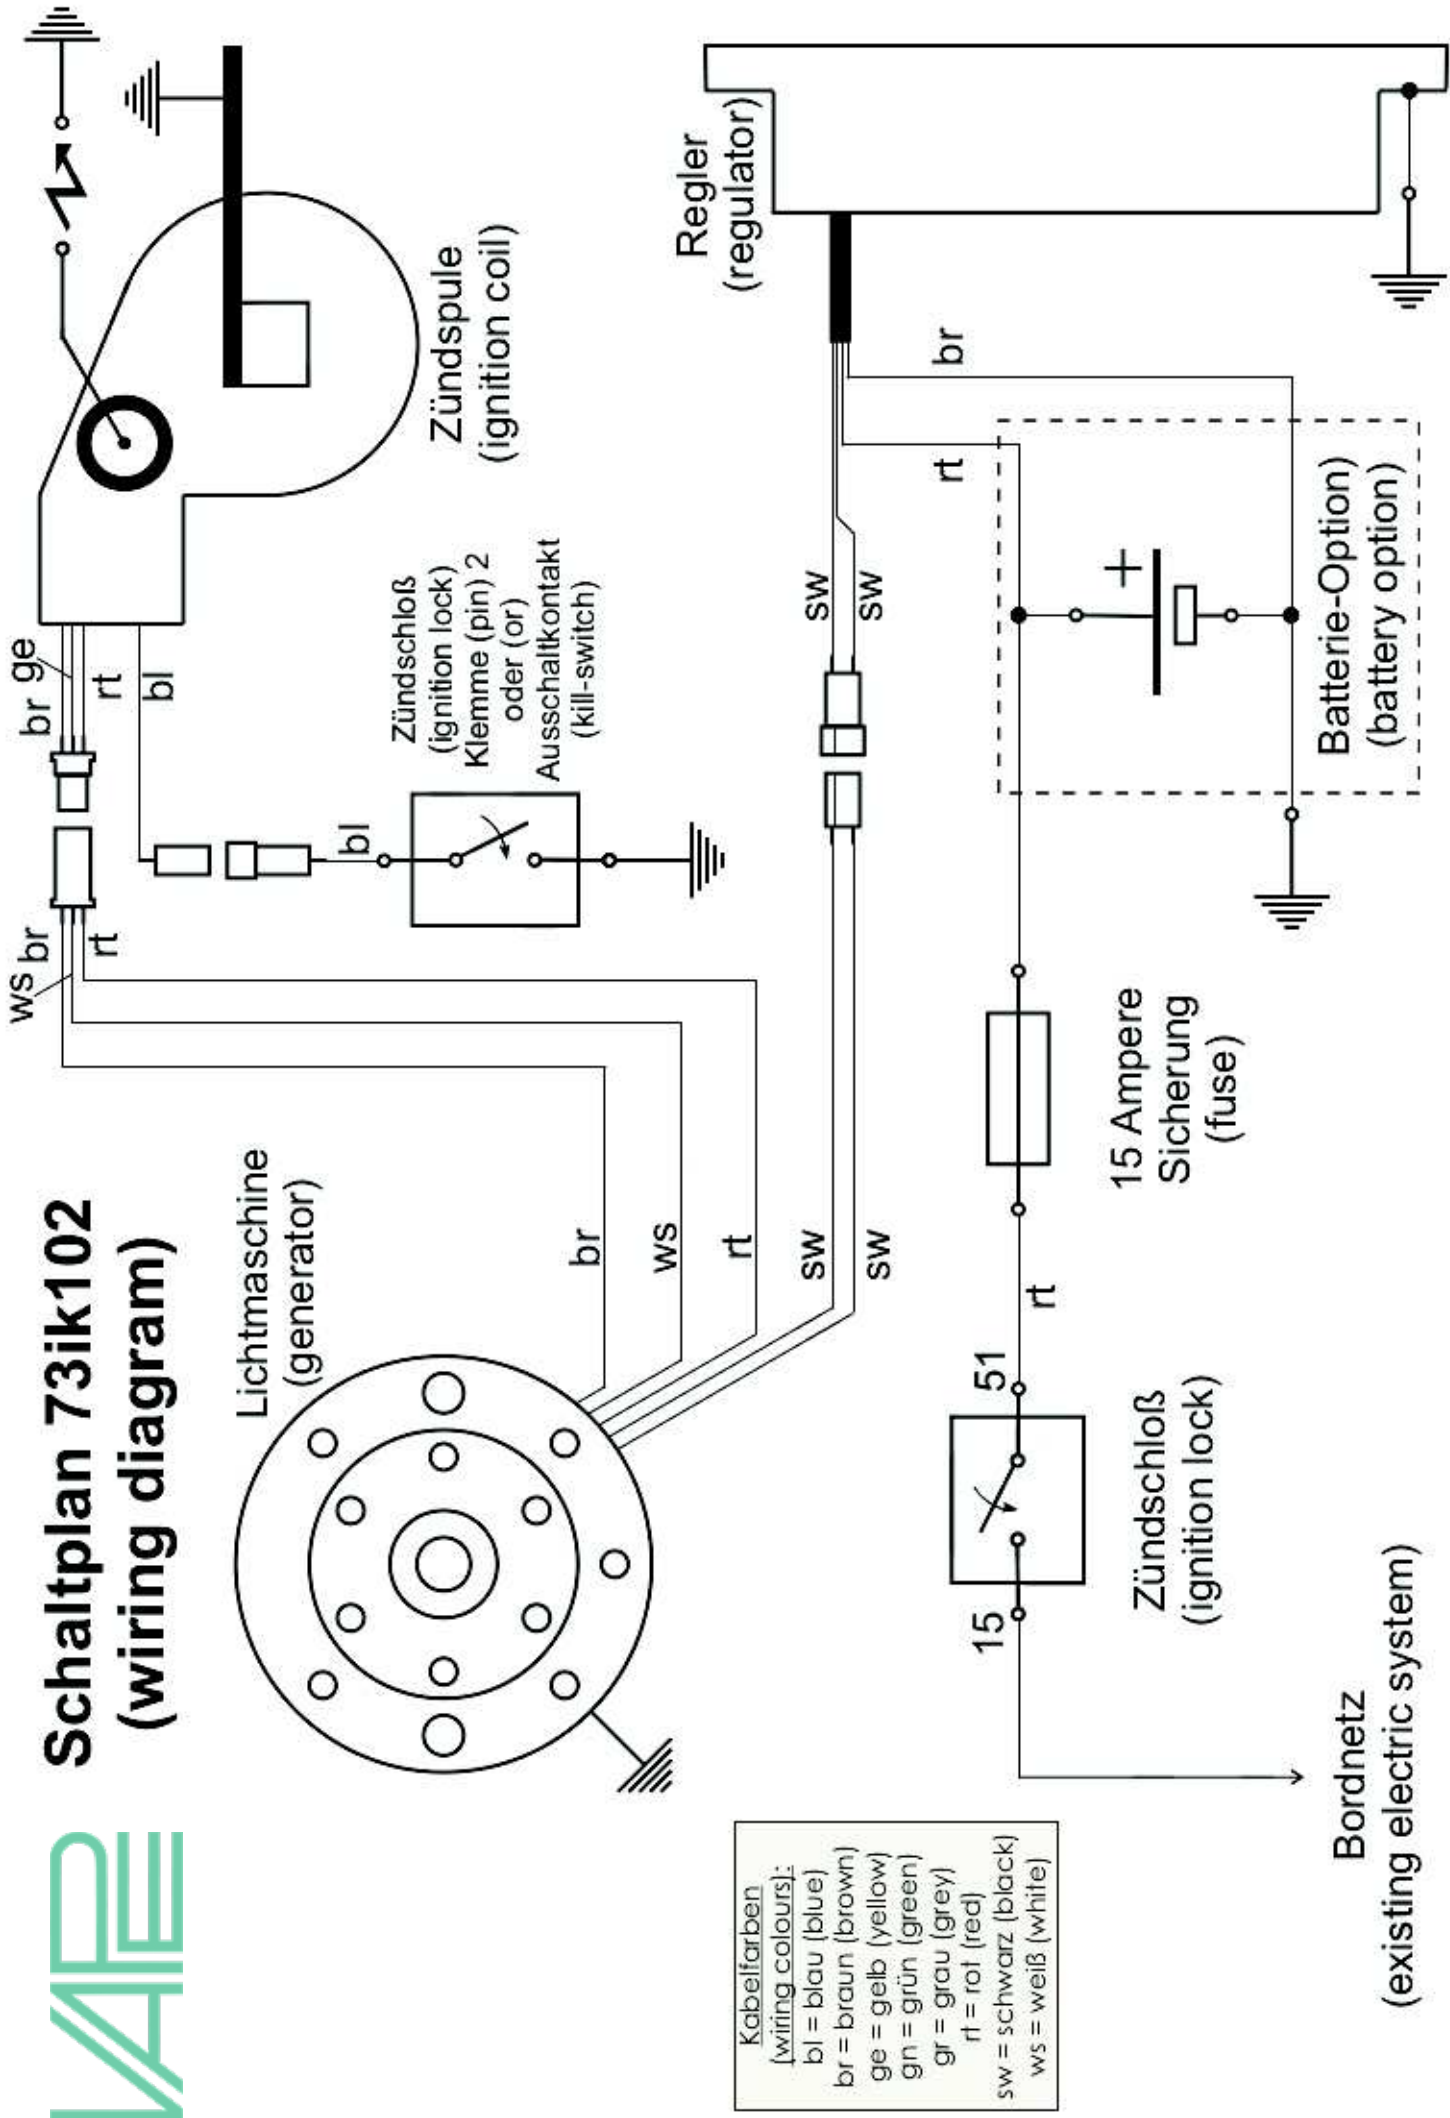 VAPE
Schaltplan 73ik102
(wiring diagram)
Lichtmaschine
(generator)
br
ws
rt
sw
sw
ws
br
rt
br
ge
rt
bl
bl
Zündschloß
(ignition lock)
Klemme (pin) 2
oder (or)
Ausschaltkontakt
(kill-switch)
Zündspule
(ignition coil)
Regler
(regulator)
sw
sw
br
rt
+
Batterie-Option)
(battery option)
15 Ampere
Sicherung
(fuse)
rt
51
15
Zündschloß
(ignition lock)
Bordnetz
(existing electric system)
Kabelfarben
(wiring colours):
bl = blau (blue)
br = braun (brown)
ge = gelb (yellow)
gn = grün (green)
gr = grau (grey)
rt = rot (red)
sw = schwarz (black)
ws = weiß (white)